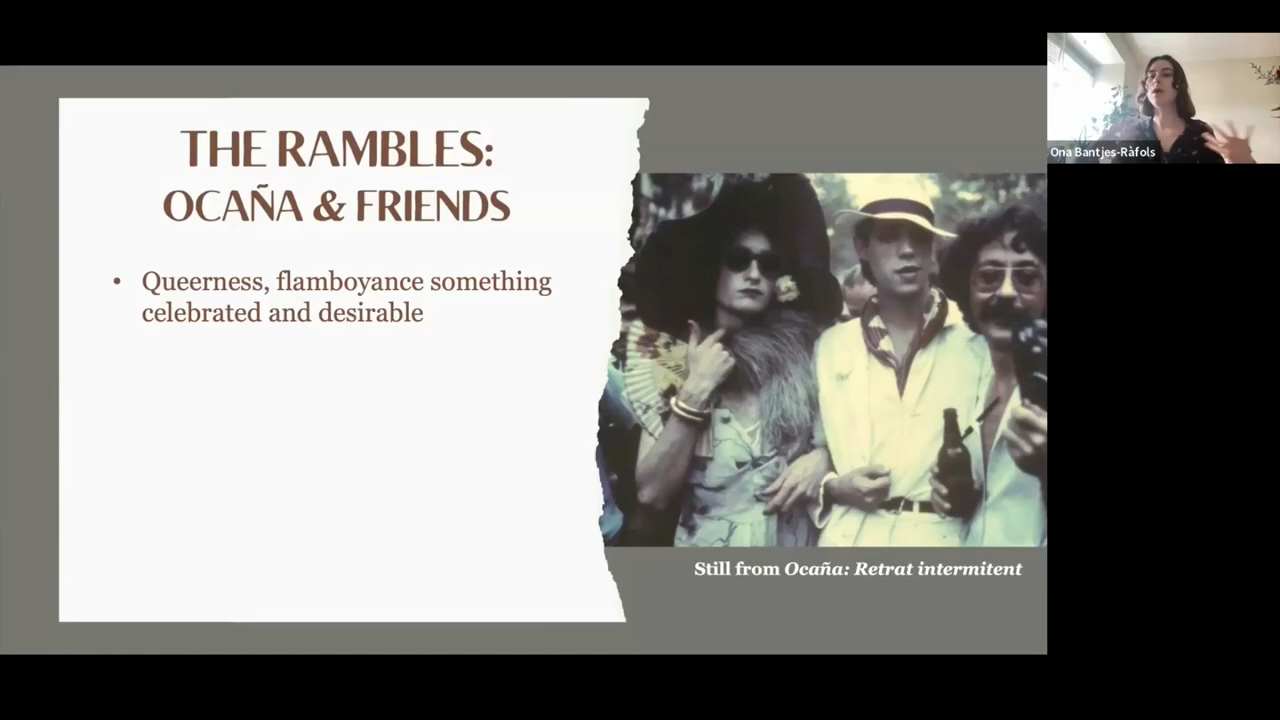 THE RAMBLES:
OCAÑA & FRIENDS
• Queerness, flamboyance something
celebrated and desirable
Still from Ocaña: Retrat intermitent
Ona Bantjes-Ràfols